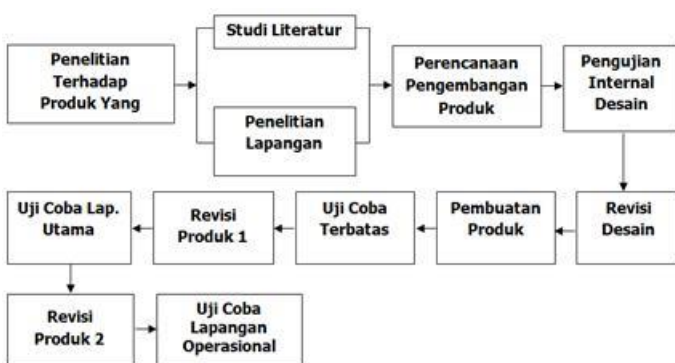 Penelitian
Terhadap
Produk Yang
Studi Literatur
Penelitian
Lapangan
Perencanaan
Pengembangan
Produk
Pengujian
Internal
Desain
Revisi
Desain
Pembuatan
Produk
Uji Coba
Terbatas
Revisi
Produk 1
Uji Coba Lap.
Utama
Revisi
Produk 2
Uji Coba
Lapangan
Operasional